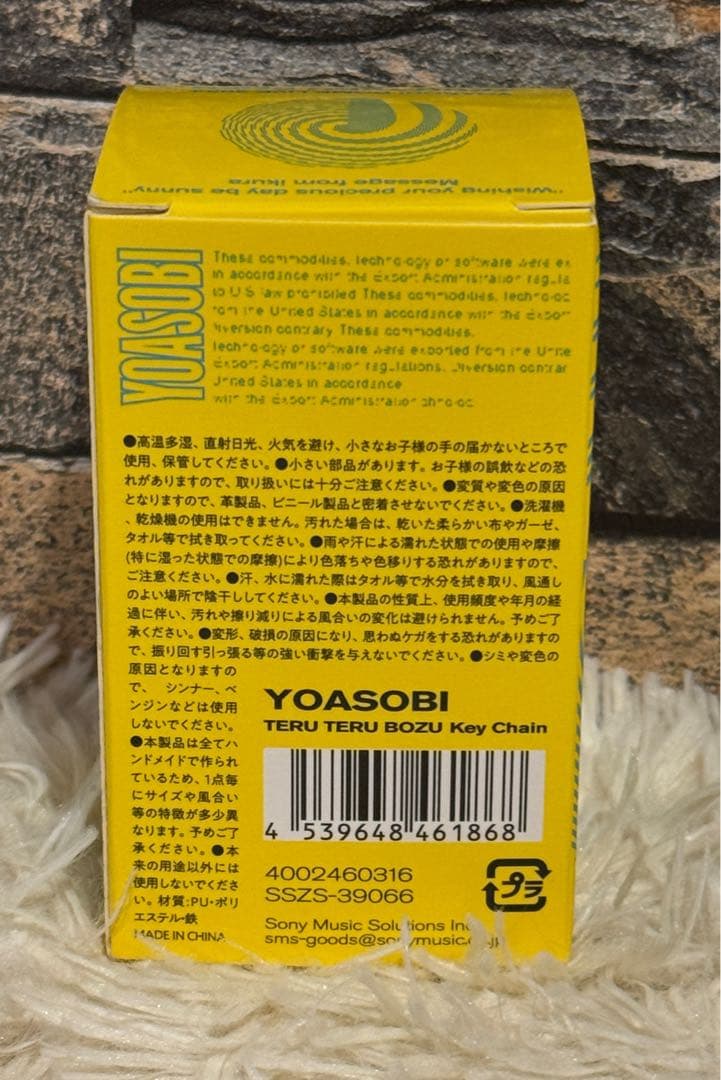 "Wishing your precious day be sunny"
Message from ikura
YOASOBI
These commodities, technology or software were ex
in accordance with the Export Administration regula
to U S law prohibited These commodities, technolog
rom the United States in accordance with the Export
Diversion contrary These commodities,
technology or software were exported from the Unite
Export Administration regulations. Diversion contrar
United States in accordance
with the Export Administration
●高温多湿、直射日光、火気を避け、小さなお子様の手の届かないところで
使用、保管してください。●小さい部品があります。お子様の誤飲などの恐
れがありますので、取り扱いには十分ご注意ください。●変質や変色の原因
となりますので、革製品、ビニール製品と密着させないでください。●洗濯機
、乾燥機の使用はできません。汚れた場合は、乾いた柔らかい布やガーゼ、
タオル等で拭き取ってください。●雨や汗による濡れた状態での使用や摩擦
(特に湿った状態での摩擦)により色落ちや色移りする恐れがありますので、
ご注意ください。●汗、水に濡れた際はタオル等で水分を拭き取り、風通し
のよい場所で陰干ししてください。●本製品の性質上、使用頻度や年月の経
過に伴い、汚れや擦り減りによる風合いの変化は避けられません。予めご了
承ください。●変形、破損の原因になり、思わぬケガをする恐れがありますの
で、振り回す引っ張る等の強い衝撃を与えないでください。●シミや変色の
原因となりますの
で、 シンナー、ベ
ンジンなどは使用
しないでください。
●本製品は全てハ
ンドメイドで作られ
ているため、1点毎
にサイズや風合い
等の特徴が多少異
なります。予めご了
承ください。●本
来の用途以外には
使用しないでくださ
い。材質:PU・ポリ
エステル・鉄
MADE IN CHINA
YOASOBI
TERU TERU BOZU Key Chain
4 539648 461868
4002460316
SSZS-39066
プラ
Sony Music Solutions Inc.
sms-goods@sonymusic.co.jp